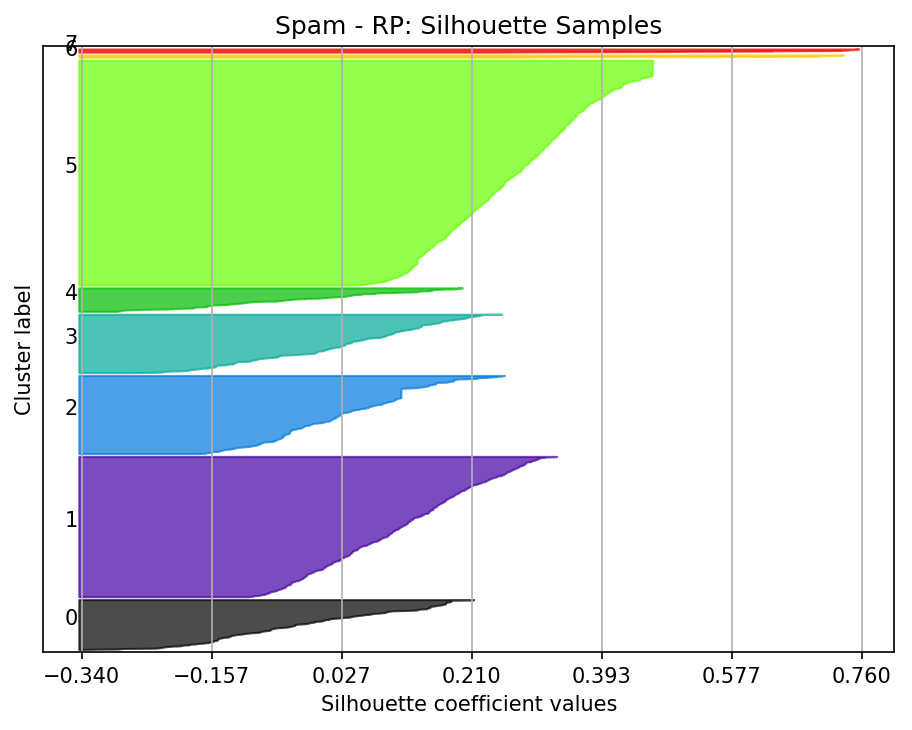 Spam - RP: Silhouette Samples
7
6
5
4
3
2
1
0
Cluster label
−0.340 −0.157 0.027 0.210 0.393 0.577 0.760
Silhouette coefficient values